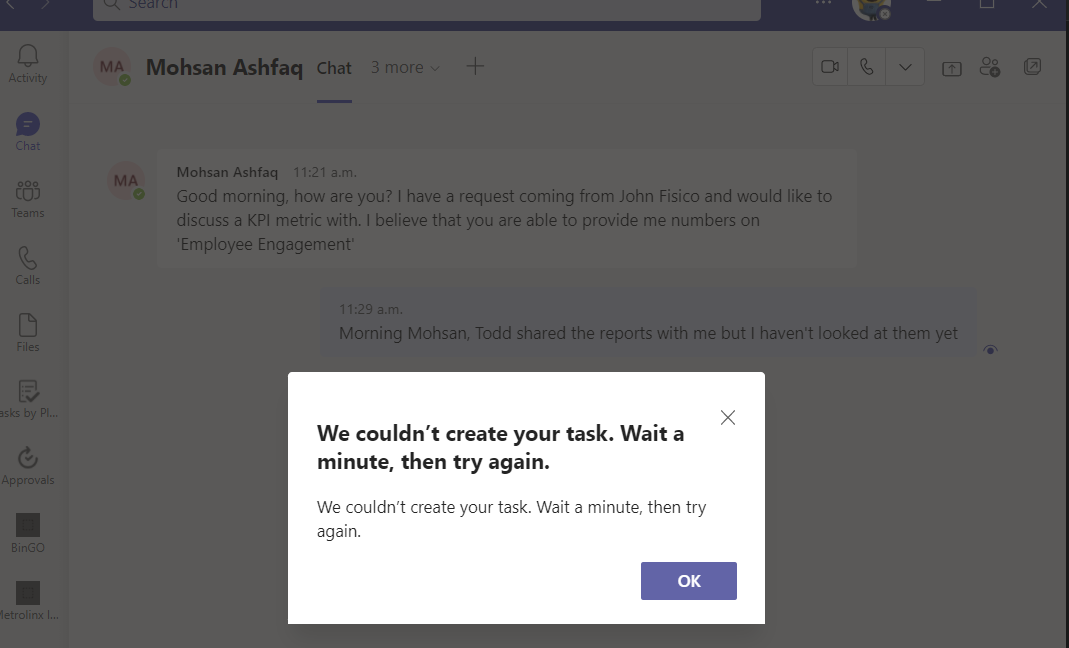 Search
MA
Mohsan Ashfaq
Chat
3 more
Activity
Chat
Teams
Calls
Files
asks by Pl...
Approvals
BinGO
Metrolinx I...
MA
Mohsan Ashfaq 11:21 a.m.
Good morning, how are you? I have a request coming from John Fisico and would like to
discuss a KPI metric with. I believe that you are able to provide me numbers on
'Employee Engagement'
11:29 a.m.
Morning Mohsan, Todd shared the reports with me but I haven't looked at them yet
We couldn’t create your task. Wait a
minute, then try again.
We couldn’t create your task. Wait a minute, then try
again.
OK